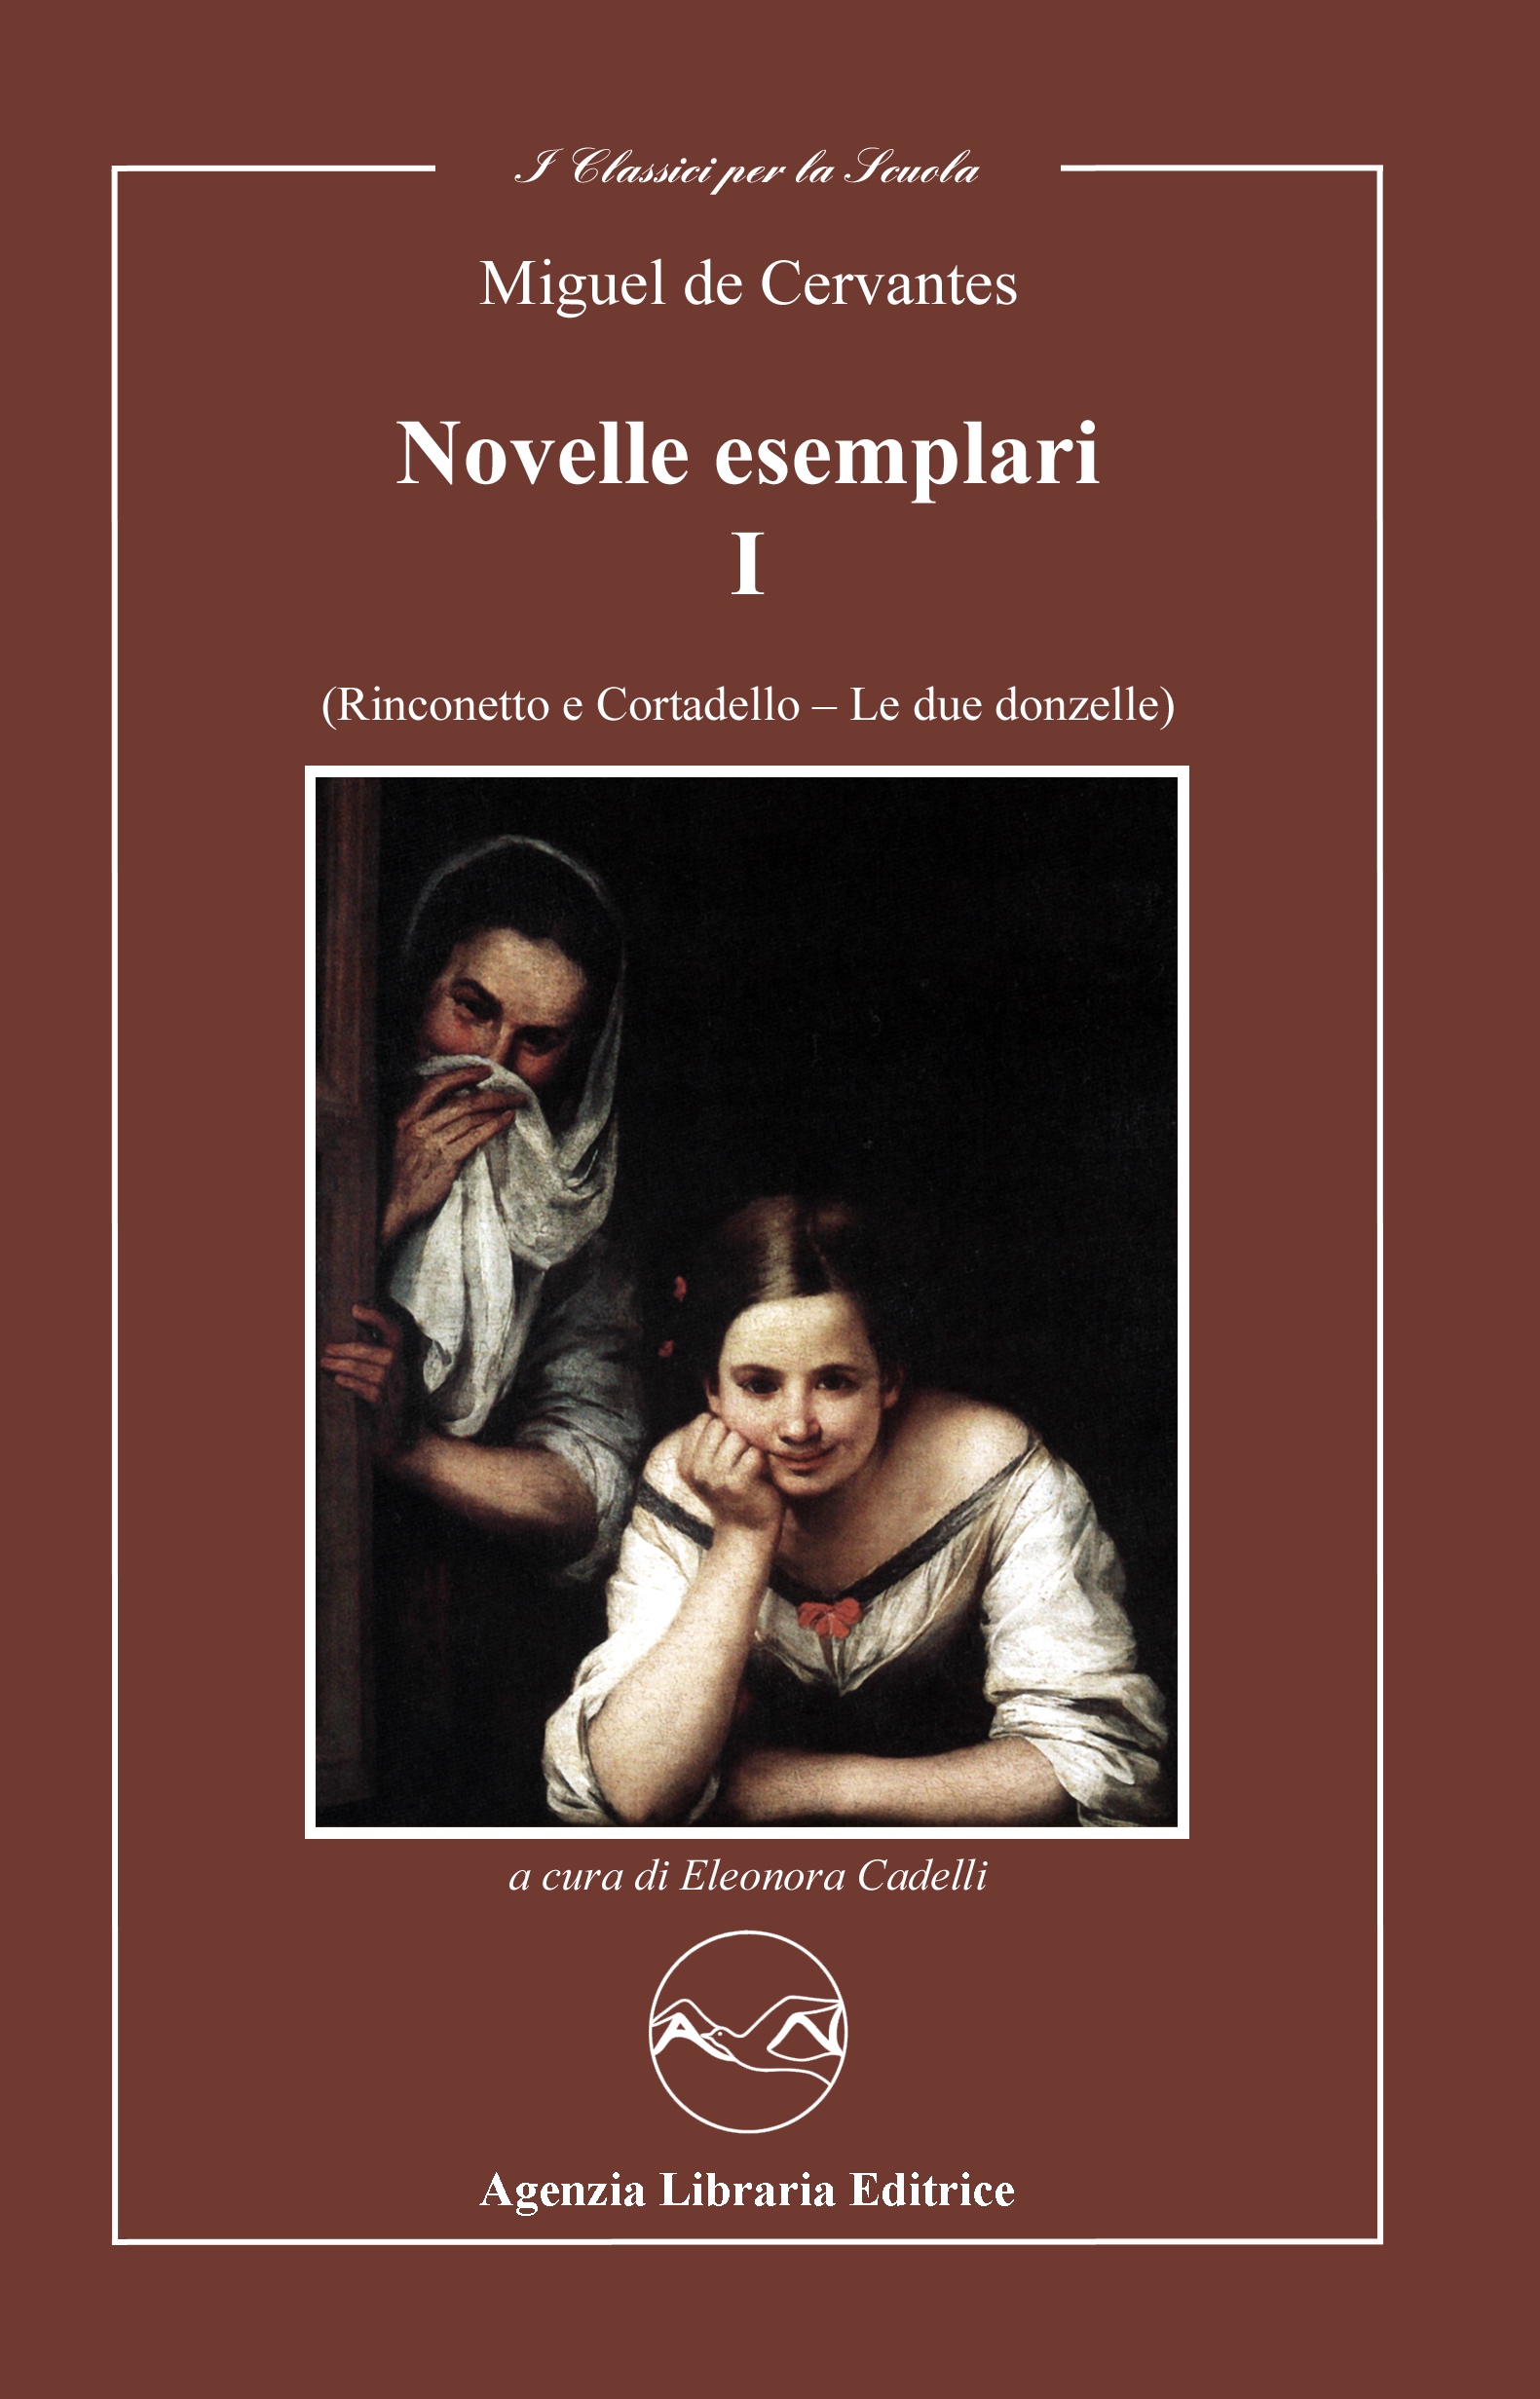 I Classici per la Scuola
Miguel de Cervantes
Novelle esemplari
I
(Rinconetto e Cortadello – Le due donzelle)
a cura di Eleonora Cadelli
Agenzia Libraria Editrice